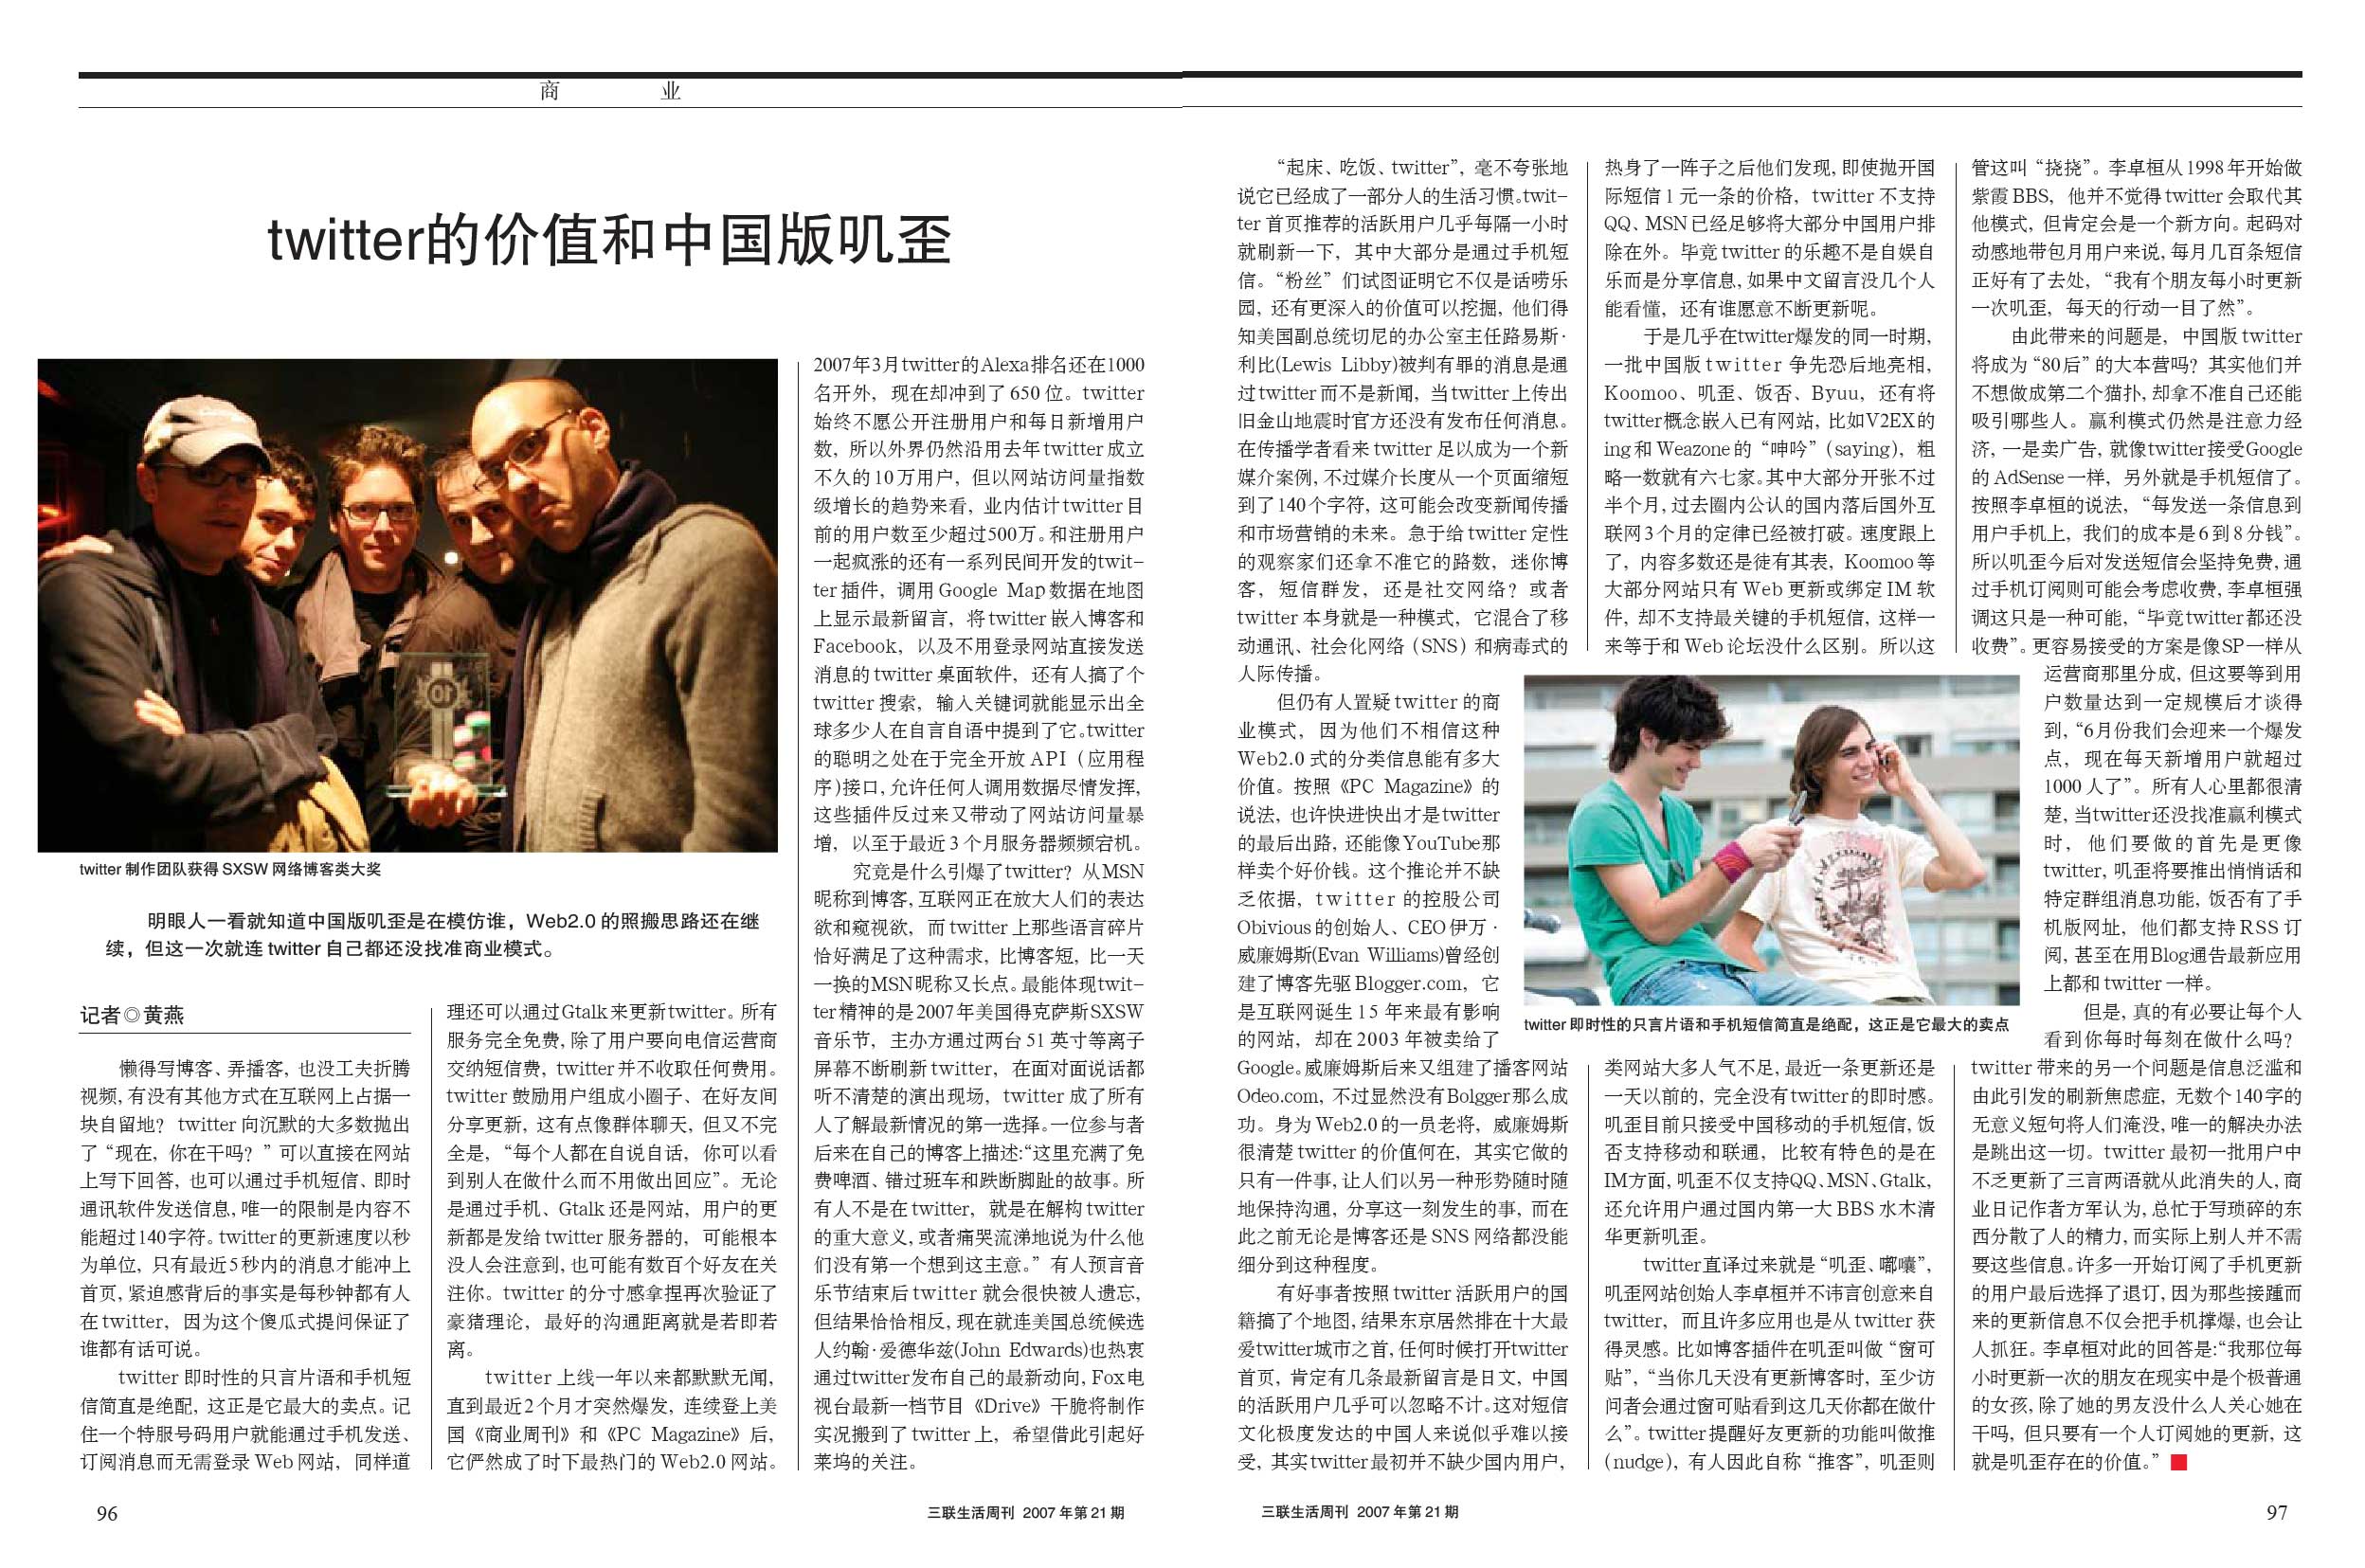 商 业
twitter的价值和中国版叽歪
twitter 制作团队获得 SXSW 网络博客类大奖
明眼人一看就知道中国版叽歪是在模仿谁，Web2.0 的照搬思路还在继
续，但这一次就连 twitter 自己都还没找准商业模式。
记者◎黄燕
懒得写博客、弄播客，也没工夫折腾
视频，有没有其他方式在互联网上占据一
块自留地？twitter 向沉默的大多数抛出
了“现在，你在干吗？”可以直接在网站
上写下回答，也可以通过手机短信、即时
通讯软件发送信息，唯一的限制是内容不
能超过140字符。twitter的更新速度以秒
为单位，只有最近5秒内的消息才能冲上
首页，紧迫感背后的事实是每秒钟都有人
在 twitter，因为这个傻瓜式提问保证了
谁都有话可说。
twitter 即时性的只言片语和手机短
信简直是绝配，这正是它最大的卖点。记
住一个特服号码用户就能通过手机发送、
订阅消息而无需登录 Web 网站，同样道
理还可以通过Gtalk来更新twitter。所有
服务完全免费，除了用户要向电信运营商
交纳短信费，twitter并不收取任何费用。
twitter 鼓励用户组成小圈子、在好友间
分享更新，这有点像群体聊天，但又不完
全是，“每个人都在自说自话，你可以看
到别人在做什么而不用做出回应”。无论
是通过手机、Gtalk 还是网站，用户的更
新都是发给 twitter 服务器的，可能根本
没人会注意到，也可能有数百个好友在关
注你。twitter 的分寸感拿捏再次验证了
豪猪理论，最好的沟通距离就是若即若
离。
twitter 上线一年以来都默默无闻，
直到最近2个月才突然爆发，连续登上美
国《商业周刊》和《PC Magazine》后，
它俨然成了时下最热门的 Web2.0 网站。
2007年3月twitter的Alexa排名还在1000
名开外，现在却冲到了 650 位。twitter
始终不愿公开注册用户和每日新增用户
数，所以外界仍然沿用去年twitter成立
不久的10万用户，但以网站访问量指数
级增长的趋势来看，业内估计twitter目
前的用户数至少超过500万。和注册用户
一起疯涨的还有一系列民间开发的twit-
ter 插件，调用 Google Map数据在地图
上显示最新留言，将 twitter 嵌入博客和
Facebook，以及不用登录网站直接发送
消息的 twitter 桌面软件，还有人搞了个
twitter 搜索，输入关键词就能显示出全
球多少人在自言自语中提到了它。twitter
的聪明之处在于完全开放 API（应用程
序)接口，允许任何人调用数据尽情发挥，
这些插件反过来又带动了网站访问量暴
增，以至于最近3个月服务器频频宕机。
究竟是什么引爆了twitter？从MSN
昵称到博客，互联网正在放大人们的表达
欲和窥视欲，而 twitter 上那些语言碎片
恰好满足了这种需求，比博客短，比一天
一换的MSN昵称又长点。最能体现twit-
ter精神的是2007年美国得克萨斯SXSW
音乐节，主办方通过两台 51 英寸等离子
屏幕不断刷新 twitter，在面对面说话都
听不清楚的演出现场，twitter 成了所有
人了解最新情况的第一选择。一位参与者
后来在自己的博客上描述：“这里充满了免
费啤酒、错过班车和跌断脚趾的故事。所
有人不是在 twitter，就是在解构 twitter
的重大意义，或者痛哭流涕地说为什么他
们没有第一个想到这主意。”有人预言音
乐节结束后 twitter 就会很快被人遗忘，
但结果恰恰相反，现在就连美国总统候选
人约翰·爱德华兹(John Edwards)也热衷
通过twitter发布自己的最新动向，Fox电
视台最新一档节目《Drive》干脆将制作
实况搬到了 twitter 上，希望借此引起好
莱坞的关注。
96
三联生活周刊 2007 年第 21 期
“起床、吃饭、twitter”，毫不夸张地
说它已经成了一部分人的生活习惯。twit-
ter 首页推荐的活跃用户几乎每隔一小时
就刷新一下，其中大部分是通过手机短
信。“粉丝”们试图证明它不仅是话唠乐
园，还有更深入的价值可以挖掘，他们得
知美国副总统切尼的办公室主任路易斯·
利比(Lewis Libby)被判有罪的消息是通
过twitter而不是新闻，当twitter上传出
旧金山地震时官方还没有发布任何消息。
在传播学者看来 twitter 足以成为一个新
媒介案例，不过媒介长度从一个页面缩短
到了140个字符，这可能会改变新闻传播
和市场营销的未来。急于给 twitter 定性
的观察家们还拿不准它的路数，迷你博
客，短信群发，还是社交网络？或者
twitter 本身就是一种模式，它混合了移
动通讯、社会化网络（SNS）和病毒式的
人际传播。
但仍有人置疑 twitter 的商
业模式，因为他们不相信这种
Web2.0 式的分类信息能有多大
价值。按照《PC Magazine》的
说法，也许快进快出才是twitter
的最后出路，还能像YouTube那
样卖个好价钱。这个推论并不缺
乏依据，twitter 的控股公司
Obivious 的创始人、CEO 伊万·
威廉姆斯(Evan Williams)曾经创
建了博客先驱 Blogger.com，它
是互联网诞生 15 年来最有影响
的网站，却在 2003 年被卖给了
Google。威廉姆斯后来又组建了播客网站
Odeo.com，不过显然没有Bolgger那么成
功。身为 Web2.0 的一员老将，威廉姆斯
很清楚 twitter 的价值何在，其实它做的
只有一件事，让人们以另一种形势随时随
地保持沟通，分享这一刻发生的事，而在
此之前无论是博客还是 SNS 网络都没能
细分到这种程度。
有好事者按照 twitter 活跃用户的国
籍搞了个地图，结果东京居然排在十大最
爱twitter城市之首，任何时候打开twitter
首页，肯定有几条最新留言是日文，中国
的活跃用户几乎可以忽略不计。这对短信
文化极度发达的中国人来说似乎难以接
受，其实twitter最初并不缺少国内用户，
热身了一阵子之后他们发现，即使抛开国
际短信 1 元一条的价格，twitter 不支持
QQ、MSN已经足够将大部分中国用户排
除在外。毕竟 twitter 的乐趣不是自娱自
乐而是分享信息，如果中文留言没几个人
能看懂，还有谁愿意不断更新呢。
于是几乎在twitter爆发的同一时期，
一批中国版 twitter 争先恐后地亮相，
Koomoo、叽歪、饭否、Byuu，还有将
twitter概念嵌入已有网站，比如V2EX的
ing和 Weazone 的“呻吟”（saying），粗
略一数就有六七家。其中大部分开张不过
半个月，过去圈内公认的国内落后国外互
联网3个月的定律已经被打破。速度跟上
了，内容多数还是徒有其表，Koomoo 等
大部分网站只有 Web 更新或绑定 IM 软
件，却不支持最关键的手机短信，这样一
来等于和 Web 论坛没什么区别。所以这
twitter 即时性的只言片语和手机短信简直是绝配，这正是它最大的卖点
类网站大多人气不足，最近一条更新还是
一天以前的，完全没有twitter的即时感。
叽歪目前只接受中国移动的手机短信，饭
否支持移动和联通，比较有特色的是在
IM方面，叽歪不仅支持QQ、MSN、Gtalk，
还允许用户通过国内第一大 BBS 水木清
华更新叽歪。
twitter直译过来就是“叽歪、嘟囔”，
叽歪网站创始人李卓桓并不讳言创意来自
twitter，而且许多应用也是从 twitter 获
得灵感。比如博客插件在叽歪叫做“窗可
贴”，“当你几天没有更新博客时，至少访
问者会通过窗可贴看到这几天你都在做什
么”。twitter提醒好友更新的功能叫做推
(nudge)，有人因此自称“推客”，叽歪则
管这叫“挠挠”。李卓桓从1998年开始做
紫霞 BBS，他并不觉得 twitter 会取代其
他模式，但肯定会是一个新方向。起码对
动感地带包月用户来说，每月几百条短信
正好有了去处，“我有个朋友每小时更新
一次叽歪，每天的行动一目了然”。
由此带来的问题是，中国版 twitter
将成为“80后”的大本营吗？其实他们并
不想做成第二个猫扑，却拿不准自己还能
吸引哪些人。赢利模式仍然是注意力经
济，一是卖广告，就像twitter接受Google
的 AdSense 一样，另外就是手机短信了。
按照李卓桓的说法，“每发送一条信息到
用户手机上，我们的成本是6到8分钱”。
所以叽歪今后对发送短信会坚持免费，通
过手机订阅则可能会考虑收费，李卓桓强
调这只是一种可能，“毕竟twitter都还没
收费”。更容易接受的方案是像SP一样从
运营商那里分成，但这要等到用
户数量达到一定规模后才谈得
到，“6月份我们会迎来一个爆发
点，现在每天新增用户就超过
1000 人了”。所有人心里都很清
楚，当twitter还没找准赢利模式
时，他们要做的首先是更像
twitter，叽歪将要推出悄悄话和
特定群组消息功能，饭否有了手
机版网址，他们都支持 RSS 订
阅，甚至在用Blog通告最新应用
上都和 twitter 一样。
但是，真的有必要让每个人
看到你每时每刻在做什么吗？
twitter 带来的另一个问题是信息泛滥和
由此引发的刷新焦虑症，无数个140字的
无意义短句将人们淹没，唯一的解决办法
是跳出这一切。twitter 最初一批用户中
不乏更新了三言两语就从此消失的人，商
业日记作者方军认为，总忙于写琐碎的东
西分散了人的精力，而实际上别人并不需
要这些信息。许多一开始订阅了手机更新
的用户最后选择了退订，因为那些接踵而
来的更新信息不仅会把手机撑爆，也会让
人抓狂。李卓桓对此的回答是：“我那位每
小时更新一次的朋友在现实中是个极普通
的女孩，除了她的男友没什么人关心她在
干吗，但只要有一个人订阅她的更新，这
就是叽歪存在的价值。”
三联生活周刊 2007 年第 21 期
97